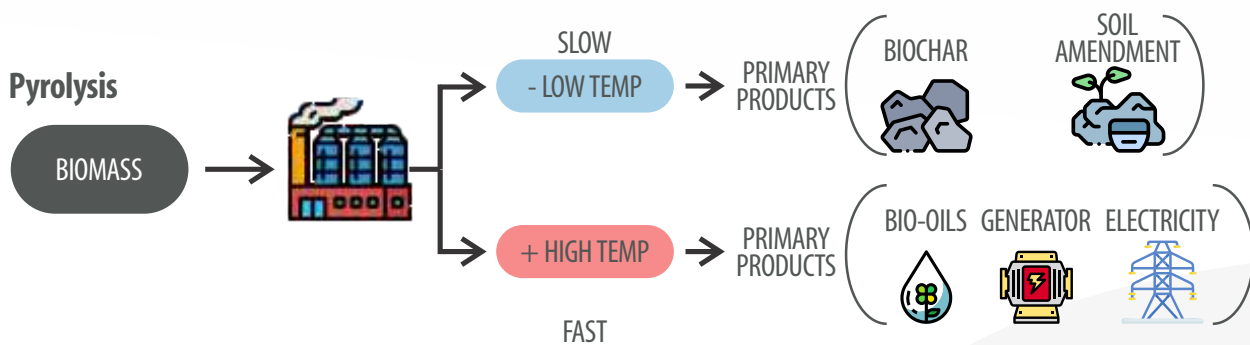 Pyrolysis
BIOMASS
SLOW
- LOW TEMP
PRIMARY
PRODUCTS
BIOCHAR
SOIL
AMENDMENT
+ HIGH TEMP
FAST
PRIMARY
PRODUCTS
BIO-OILS
GENERATOR
ELECTRICITY